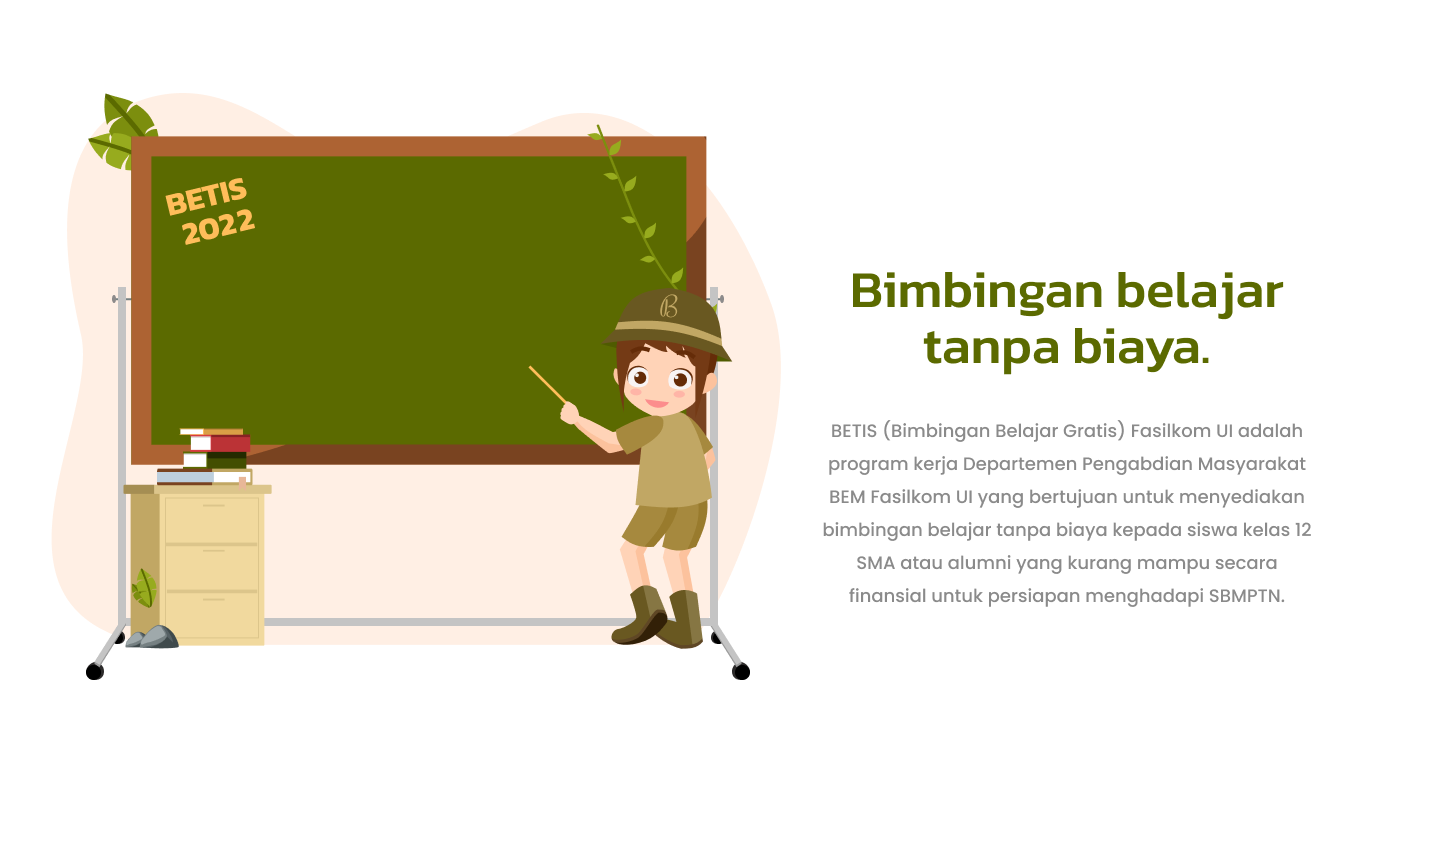 BETIS
2022
B
Bimbingan belajar
tanpa biaya.
BETIS (Bimbingan Belajar Gratis) Fasilkom UI adalah
program kerja Departemen Pengabdian Masyarakat
BEM Fasilkom UI yang bertujuan untuk menyediakan
bimbingan belajar tanpa biaya kepada siswa kelas 12
SMA atau alumni yang kurang mampu secara
finansial untuk persiapan menghadapi SBMPTN.